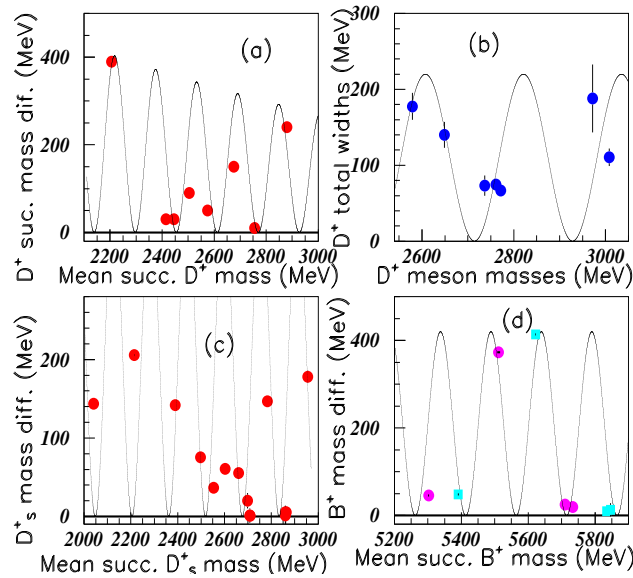 D⁺ succ. mass dif. (MeV)
400
200
0
(a)
2200 2400 2600 2800 3000
Mean succ. D⁺ mass (MeV)
D⁺ total widths (MeV)
300
200
100
0
(b)
2600 2800 3000
D⁺ meson masses (MeV)
D⁺ₛ mass diff. (MeV)
200
100
0
(c)
2000 2200 2400 2600 2800 3000
Mean succ. D⁺ₛ mass (MeV)
B⁺ mass diff. (MeV)
400
200
0
(d)
5200 5400 5600 5800
Mean succ. B⁺ mass (MeV)